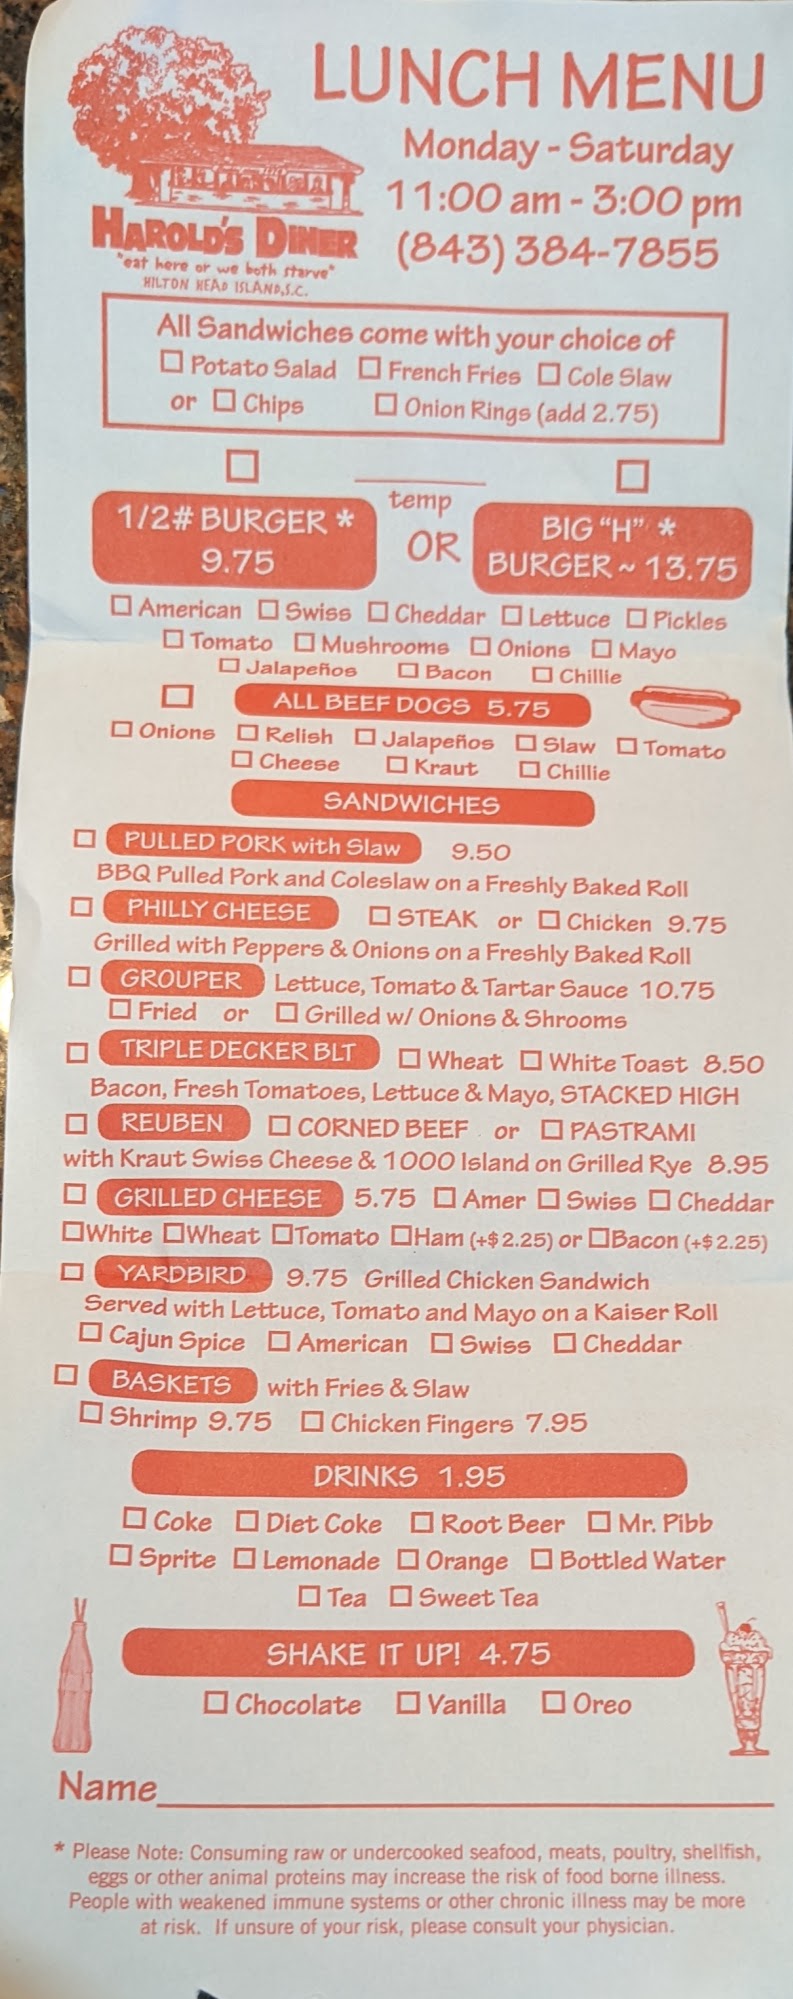 LUNCH MENU
Monday - Saturday
11:00 am - 3:00 pm
(843) 384-7855
HAROLD'S DINER
"eat here or we both starve"
HILTON HEAD ISLAND, S.C.
All Sandwiches come with your choice of
Potato Salad French Fries Cole Slaw
or Chips Onion Rings (add 2.75)
temp
1/2# BURGER *
9.75
OR
BIG "H" *
BURGER ~ 13.75
American Swiss Cheddar Lettuce Pickles
Tomato Mushrooms Onions Mayo
Jalapeños Bacon Chillie
ALL BEEF DOGS 5.75
Onions Relish Jalapeños Slaw Tomato
Cheese Kraut Chillie
SANDWICHES
PULLED PORK with Slaw 9.50
BBQ Pulled Pork and Coleslaw on a Freshly Baked Roll
PHILLY CHEESE STEAK or Chicken 9.75
Grilled with Peppers & Onions on a Freshly Baked Roll
GROUPER Lettuce, Tomato & Tartar Sauce 10.75
Fried or Grilled w/ Onions & Shrooms
TRIPLE DECKER BLT Wheat White Toast 8.50
Bacon, Fresh Tomatoes, Lettuce & Mayo, STACKED HIGH
REUBEN CORNED BEEF or PASTRAMI
with Kraut Swiss Cheese & 1000 Island on Grilled Rye 8.95
GRILLED CHEESE 5.75 Amer Swiss Cheddar
White Wheat Tomato Ham (+$2.25) or Bacon (+$2.25)
YARDBIRD 9.75 Grilled Chicken Sandwich
Served with Lettuce, Tomato and Mayo on a Kaiser Roll
Cajun Spice American Swiss Cheddar
BASKETS with Fries & Slaw
Shrimp 9.75 Chicken Fingers 7.95
DRINKS 1.95
Coke Diet Coke Root Beer Mr. Pibb
Sprite Lemonade Orange Bottled Water
Tea Sweet Tea
SHAKE IT UP! 4.75
Chocolate Vanilla Oreo
Name
* Please Note: Consuming raw or undercooked seafood, meats, poultry, shellfish,
eggs or other animal proteins may increase the risk of food borne illness.
People with weakened immune systems or other chronic illness may be more
at risk. If unsure of your risk, please consult your physician.